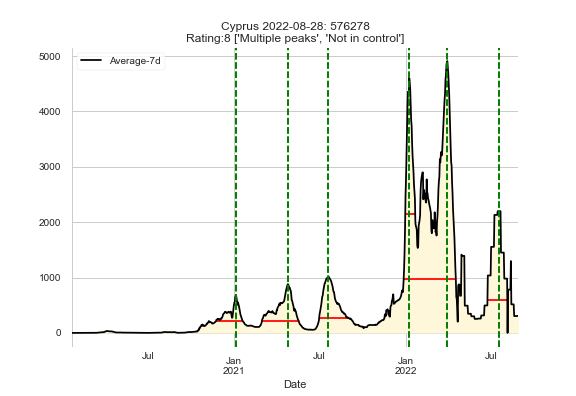 Cyprus 2022-08-28: 576278
Rating:8 ['Multiple peaks', 'Not in control']
Average-7d
5000
4000
3000
2000
1000
0
Jul
Jan
2021
Jul
Jan
2022
Jul
Date